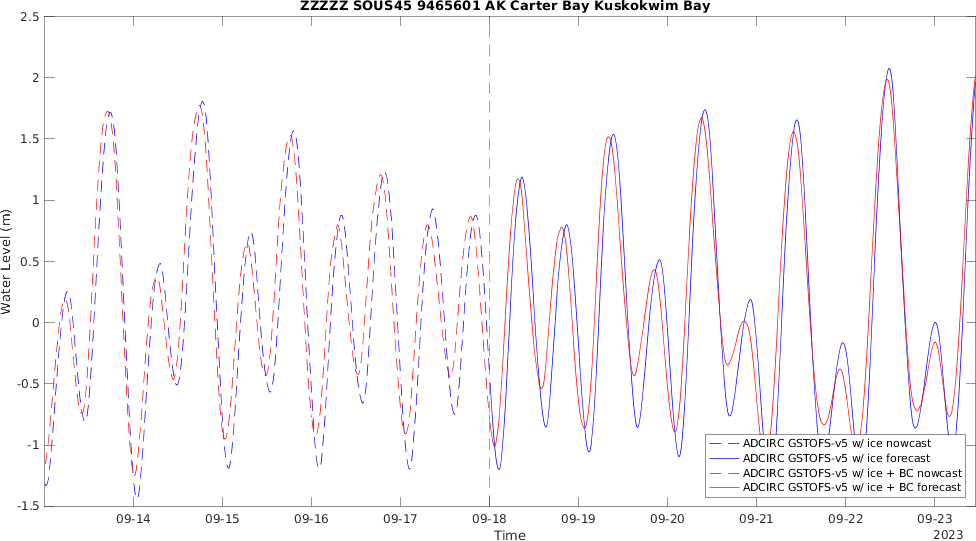 ZZZZZ SOUS45 9465601 AK Carter Bay Kuskokwim Bay
2.5
2
1.5
1
0.5
0
-0.5
-1
-1.5
Water Level (m)
09-14 09-15 09-16 09-17 09-18 09-19 09-20 09-21 09-22 09-23
Time
2023
ADCIRC GSTOFS-v5 w/ ice nowcast
ADCIRC GSTOFS-v5 w/ ice forecast
ADCIRC GSTOFS-v5 w/ ice + BC nowcast
ADCIRC GSTOFS-v5 w/ ice + BC forecast